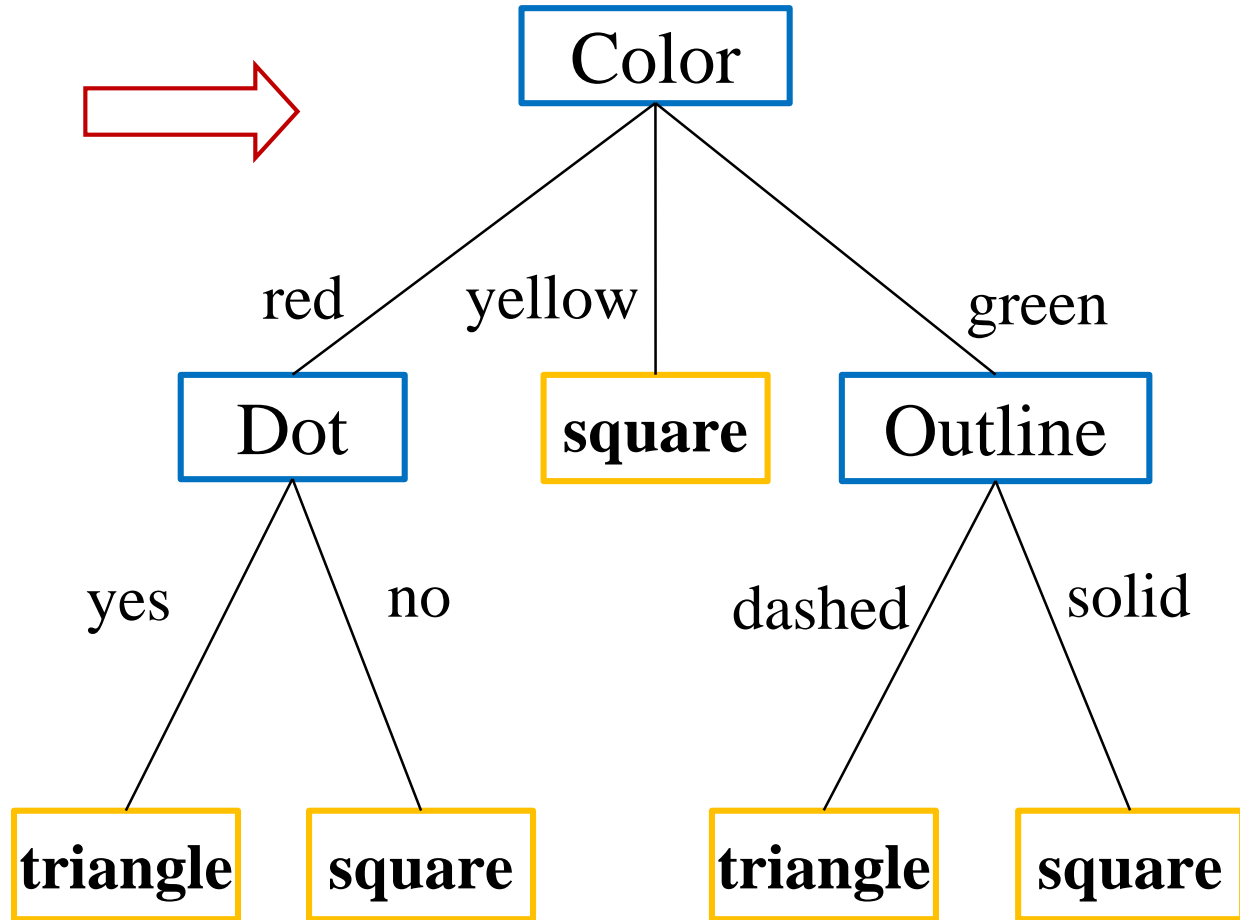 Color
red
yellow
green
Dot
square
Outline
yes
no
dashed
solid
triangle
square
triangle
square